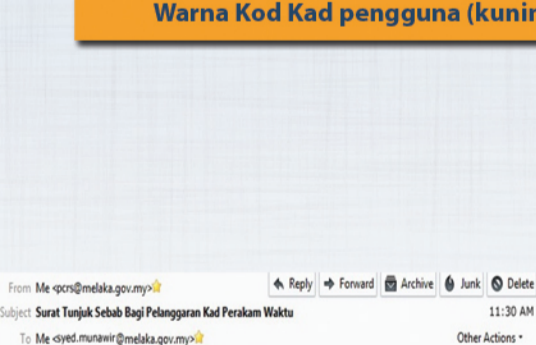 Warna Kod Kad pengguna (kunin
From Me <pcrs@melaka.gov.my> Reply Forward Archive Junk Delete
Subject Surat Tunjuk Sebab Bagi Pelanggaran Kad Perakam Waktu 11:30 AM
To Me <syed.munawir@melaka.gov.my> Other Actions